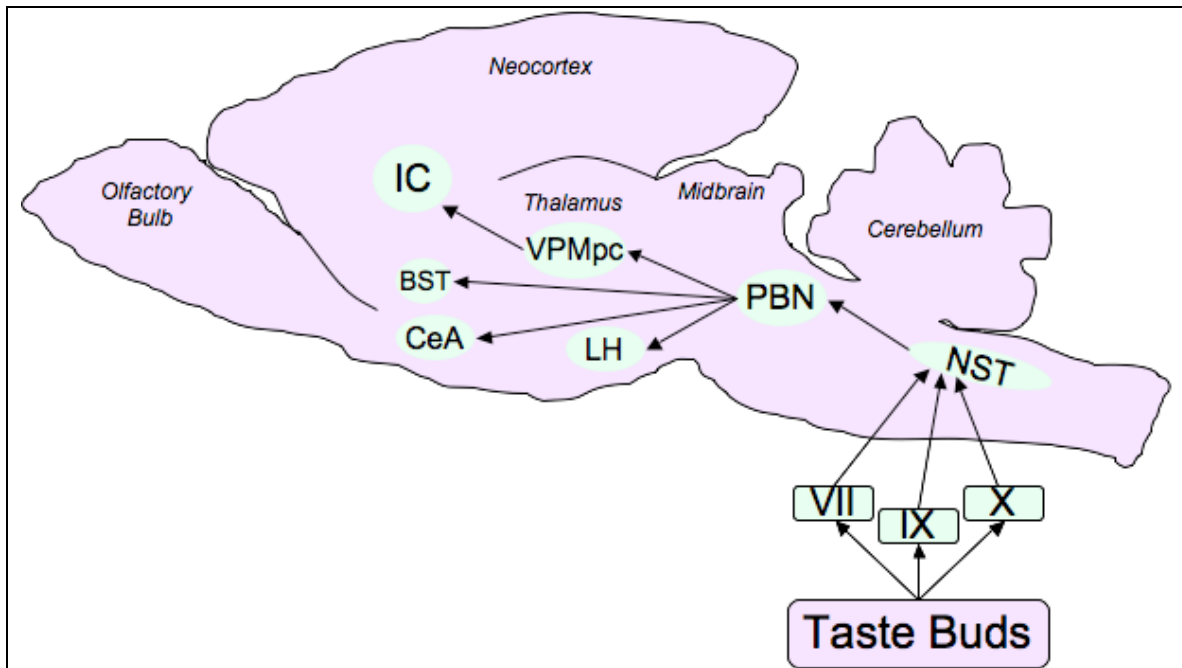 Neocortex
IC
Olfactory
Bulb
Thalamus
Midbrain
Cerebellum
VPMpc
BST
PBN
CeA
LH
NST
VII
IX
X
Taste Buds